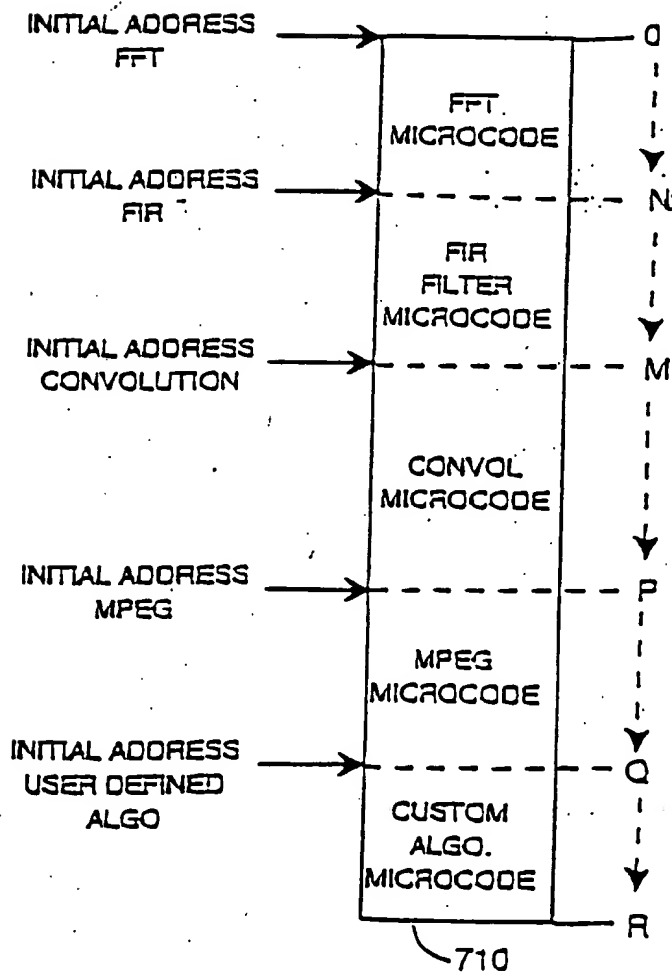 INITIAL ADDRESS
FFT
0
FFT
MICROCODE
INITIAL ADDRESS
FIR
N
FIR
FILTER
MICROCODE
INITIAL ADDRESS
CONVOLUTION
M
CONVOL
MICROCODE
INITIAL ADDRESS
MPEG
P
MPEG
MICROCODE
INITIAL ADDRESS
USER DEFINED
ALGO
Q
CUSTOM
ALGO.
MICROCODE
R
710